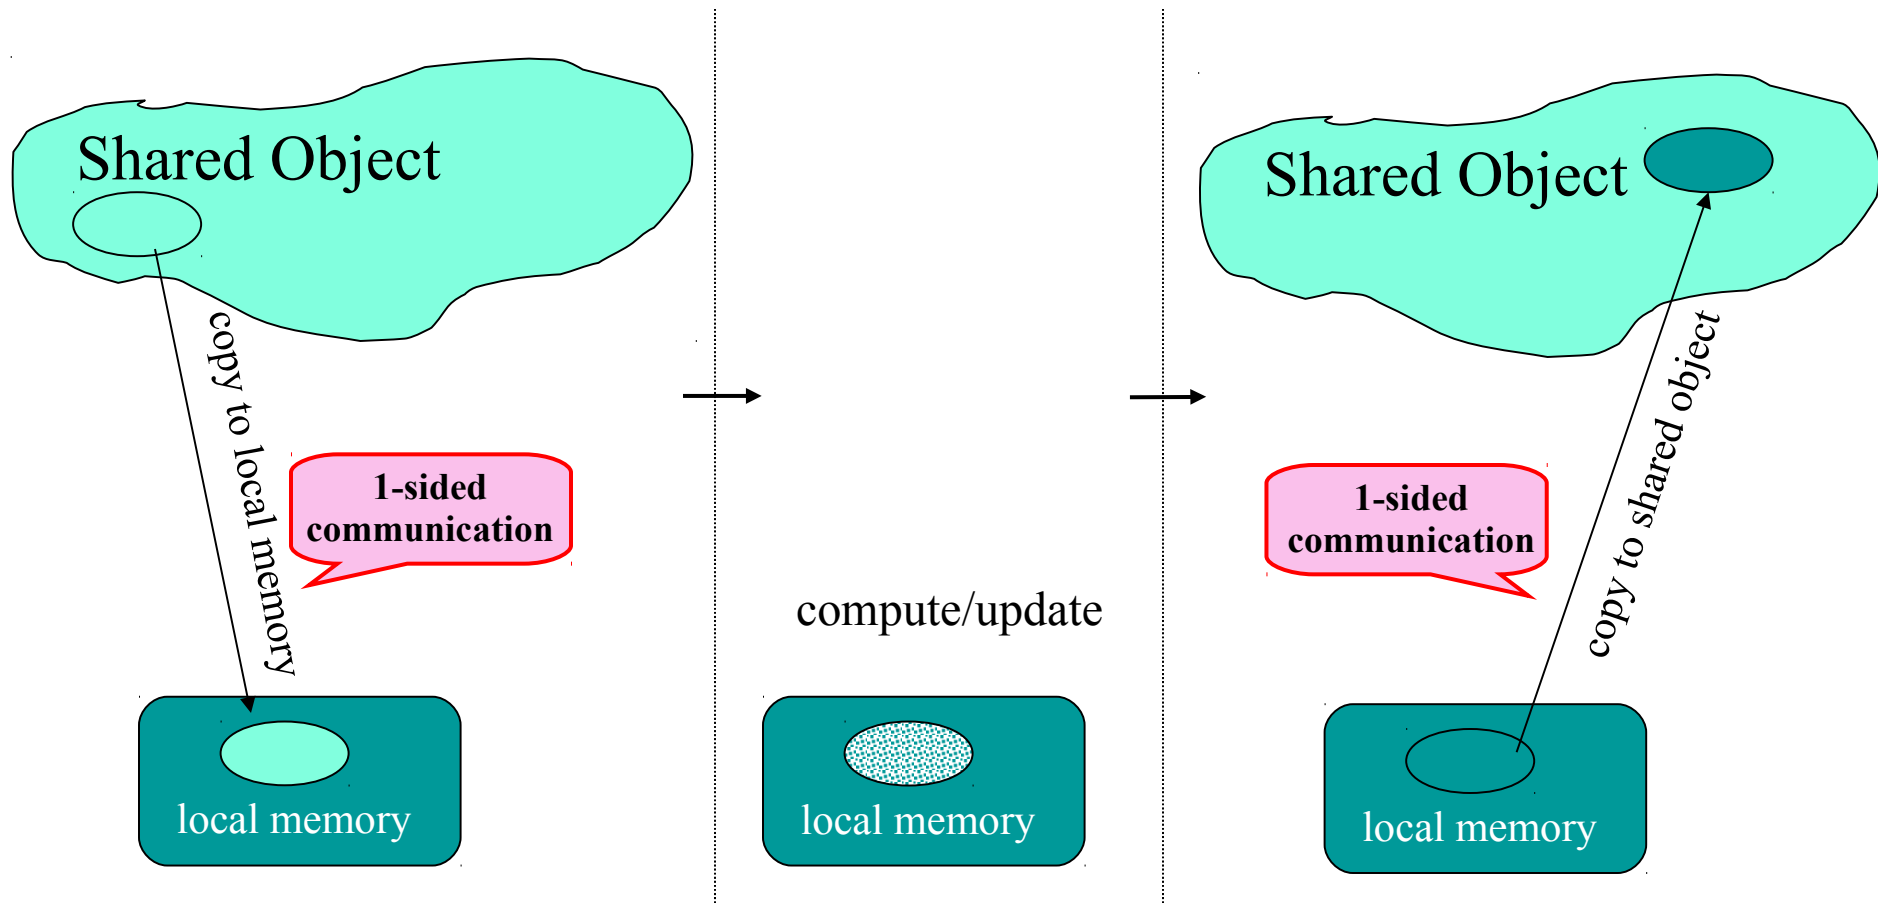 Shared Object
copy to local memory
1-sided
communication
local memory
compute/update
local memory
Shared Object
copy to shared object
1-sided
communication
local memory